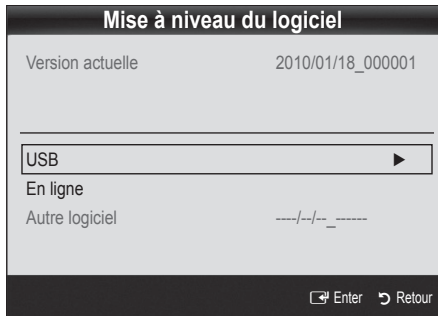 Mise à niveau du logiciel
Version actuelle 2010/01/18_000001
USB ►
En ligne
Autre logiciel ----/--/--_------
Enter Retour